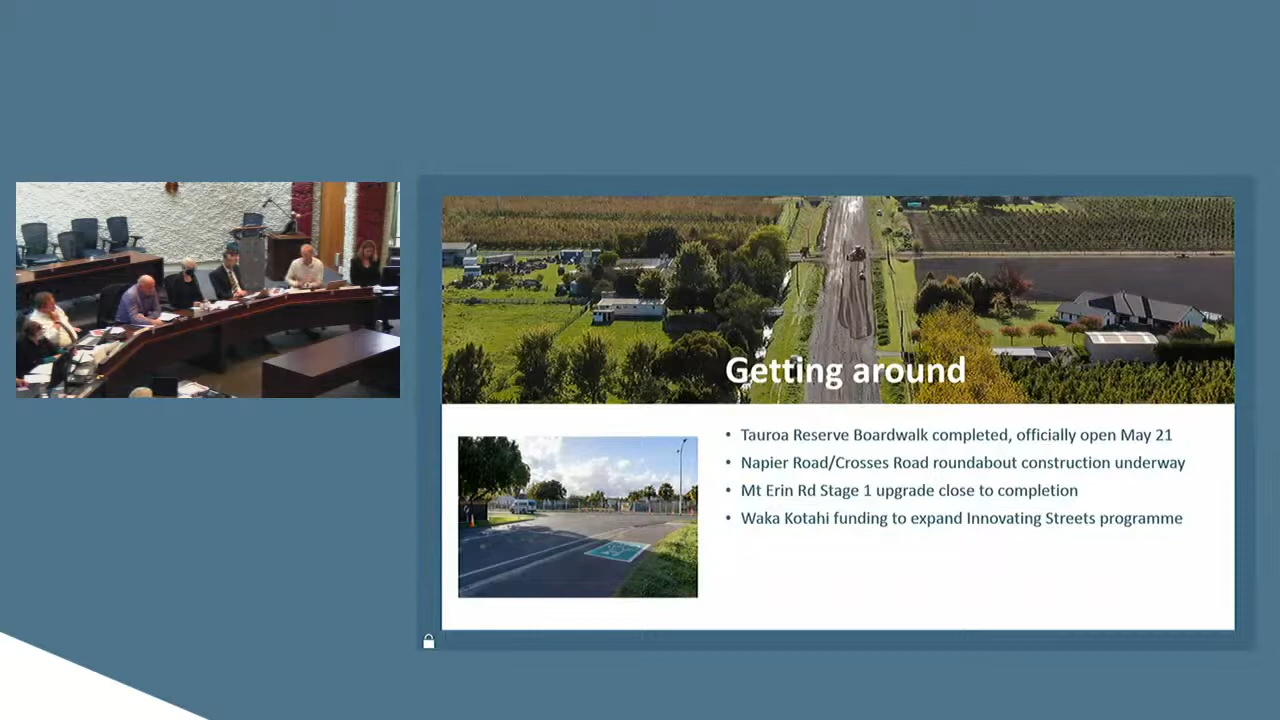 Getting around
• Tauroa Reserve Boardwalk completed, officially open May 21
• Napier Road/Crosses Road roundabout construction underway
• Mt Erin Rd Stage 1 upgrade close to completion
• Waka Kotahi funding to expand Innovating Streets programme